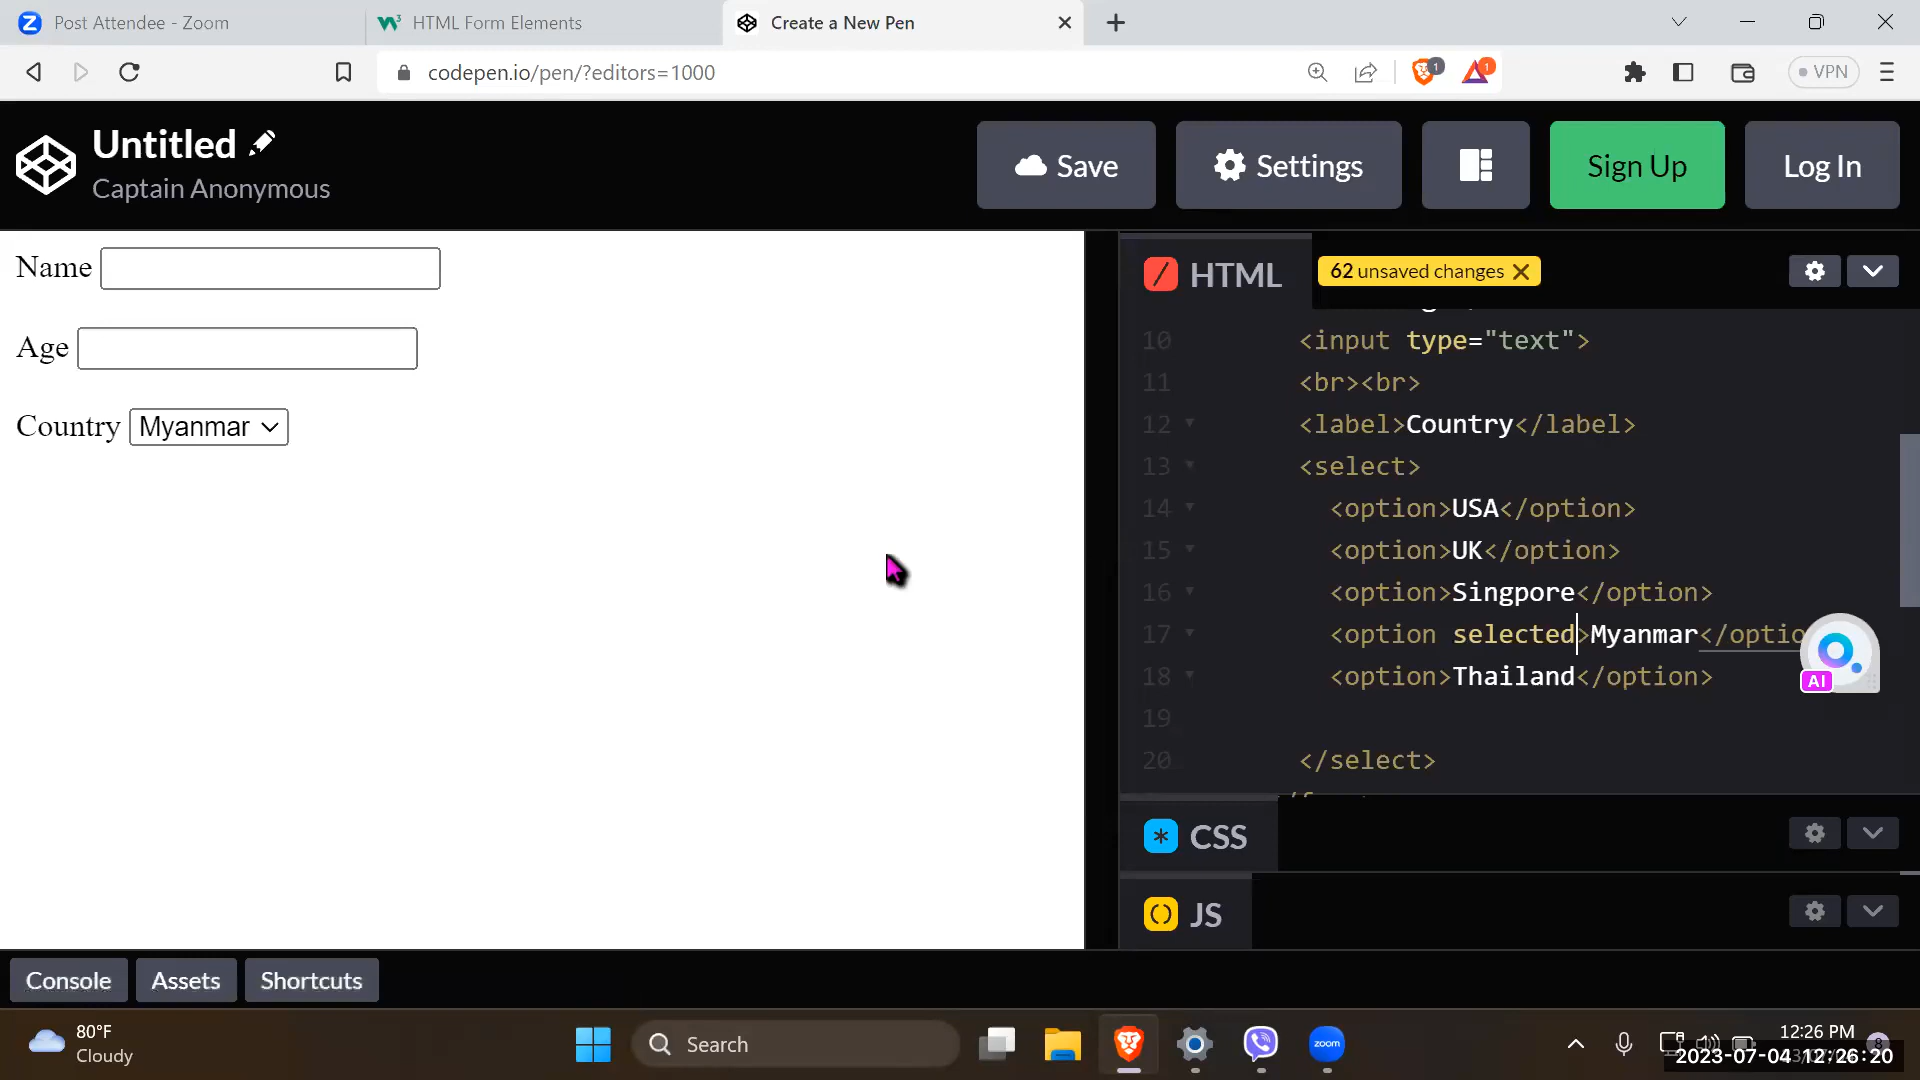 Post Attendee - Zoom
HTML Form Elements
Create a New Pen
codepen.io/pen/?editors=1000
1
1
VPN
Untitled
Captain Anonymous
Save
Settings
Sign Up
Log In
Name
Age
Country Myanmar
HTML
62 unsaved changes
10 <input type="text">
11 <br><br>
12 <label>Country</label>
13 <select>
14 <option>USA</option>
15 <option>UK</option>
16 <option>Singpore</option>
17 <option selected>Myanmar</optio
18 <option>Thailand</option>
19
20 </select>
AI
CSS
JS
Console
Assets
Shortcuts
80°F
Cloudy
Search
zoom
12:26 PM
2023-07-04 12:26:20